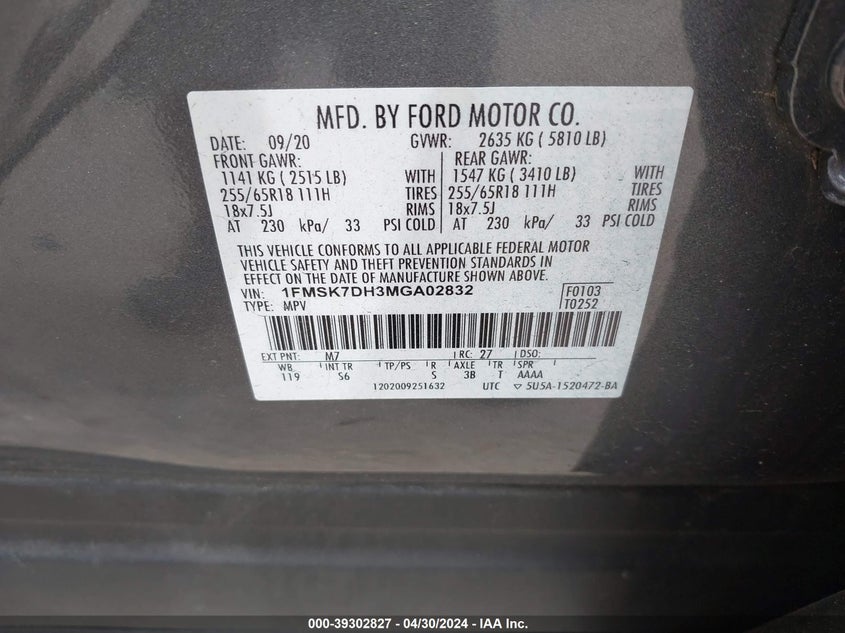 MFD. BY FORD MOTOR CO.
DATE: 09/20 GVWR: 2635 KG ( 5810 LB)
FRONT GAWR: REAR GAWR:
1141 KG ( 2515 LB) WITH 1547 KG ( 3410 LB) WITH
255/65R18 111H TIRES 255/65R18 111H TIRES
18x7.5J RIMS 18x7.5J RIMS
AT 230 kPa/ 33 PSI COLD AT 230 kPa/ 33 PSI COLD
THIS VEHICLE CONFORMS TO ALL APPLICABLE FEDERAL MOTOR
VEHICLE SAFETY AND THEFT PREVENTION STANDARDS IN
EFFECT ON THE DATE OF MANUFACTURE SHOWN ABOVE.
VIN: 1FMSK7DH3MGA02832 F0103
TYPE: MPV T0252
EXT PNT: M7 RC: 27 DSO:
WB INT TR TP/PS R AXLE TR SPR
119 S6 S 3B T AAAA
1202009251632 UTC ▽ 5U5A-1520472-BA
000-39302827 - 04/30/2024 - IAA Inc.